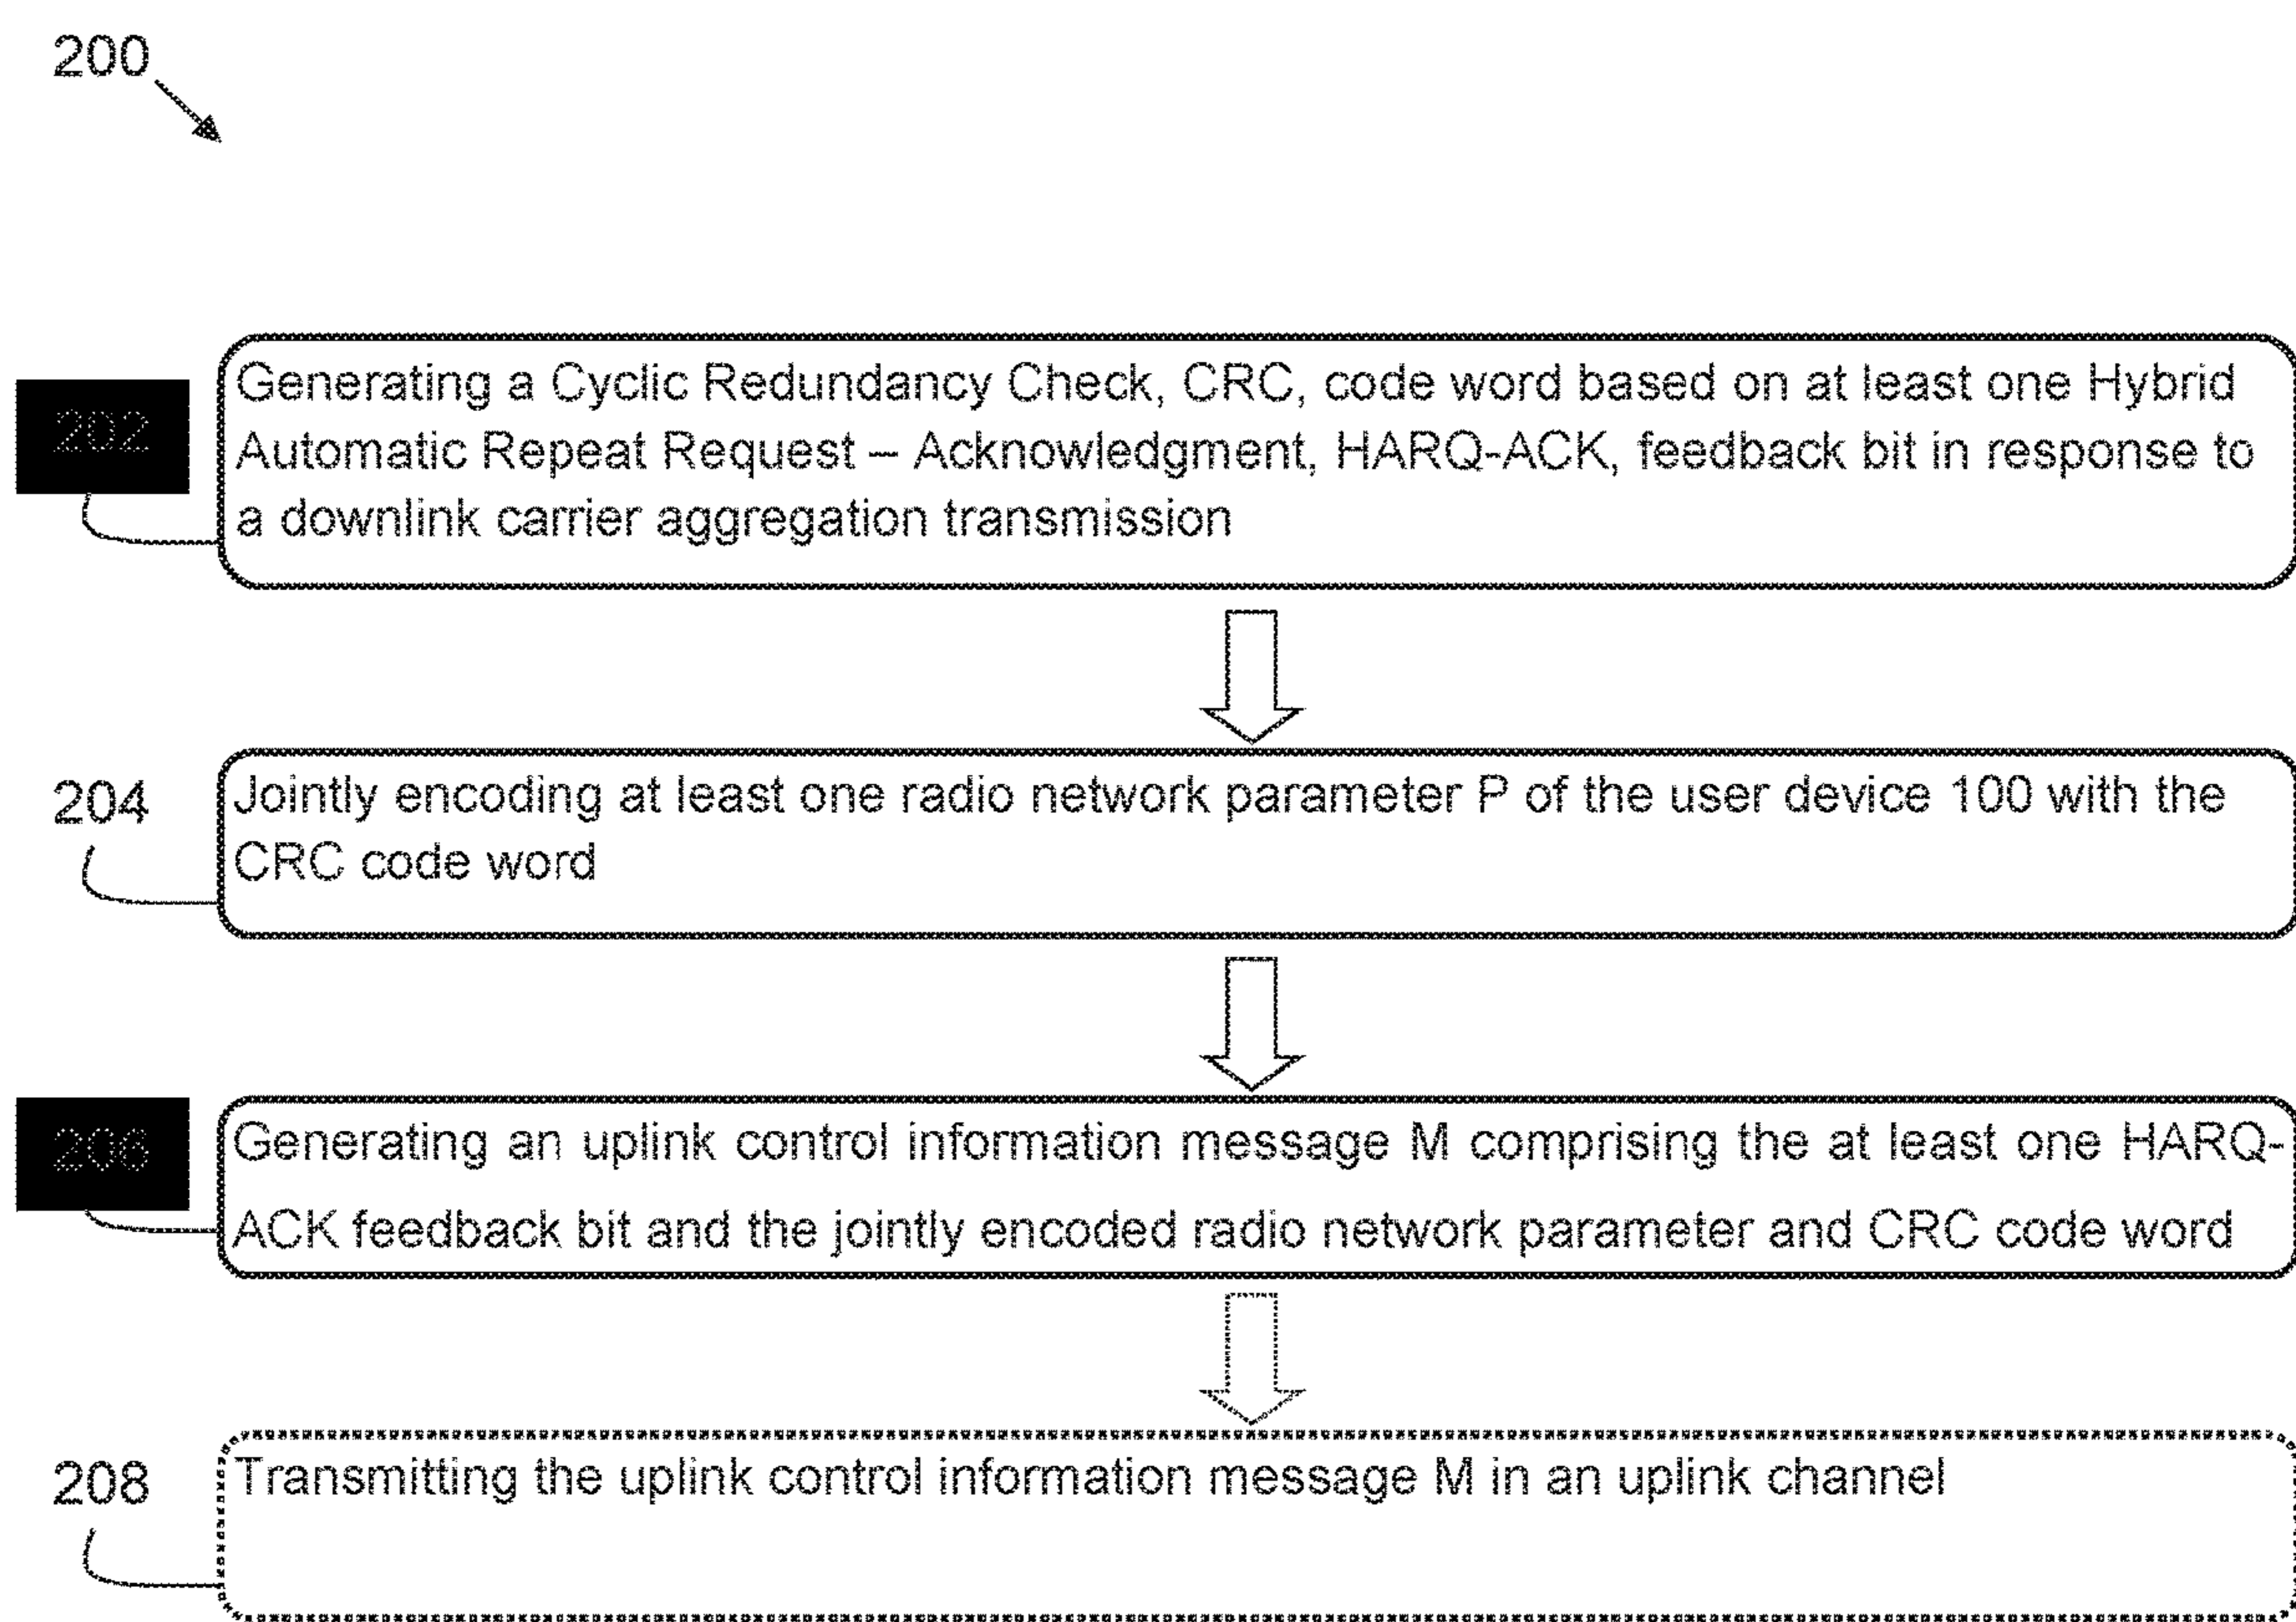 200
202
Generating a Cyclic Redundancy Check, CRC, code word based on at least one Hybrid
Automatic Repeat Request – Acknowledgment, HARQ-ACK, feedback bit in response to
a downlink carrier aggregation transmission
204
Jointly encoding at least one radio network parameter P of the user device 100 with the
CRC code word
206
Generating an uplink control information message M comprising the at least one HARQ-
ACK feedback bit and the jointly encoded radio network parameter and CRC code word
208
Transmitting the uplink control information message M in an uplink channel